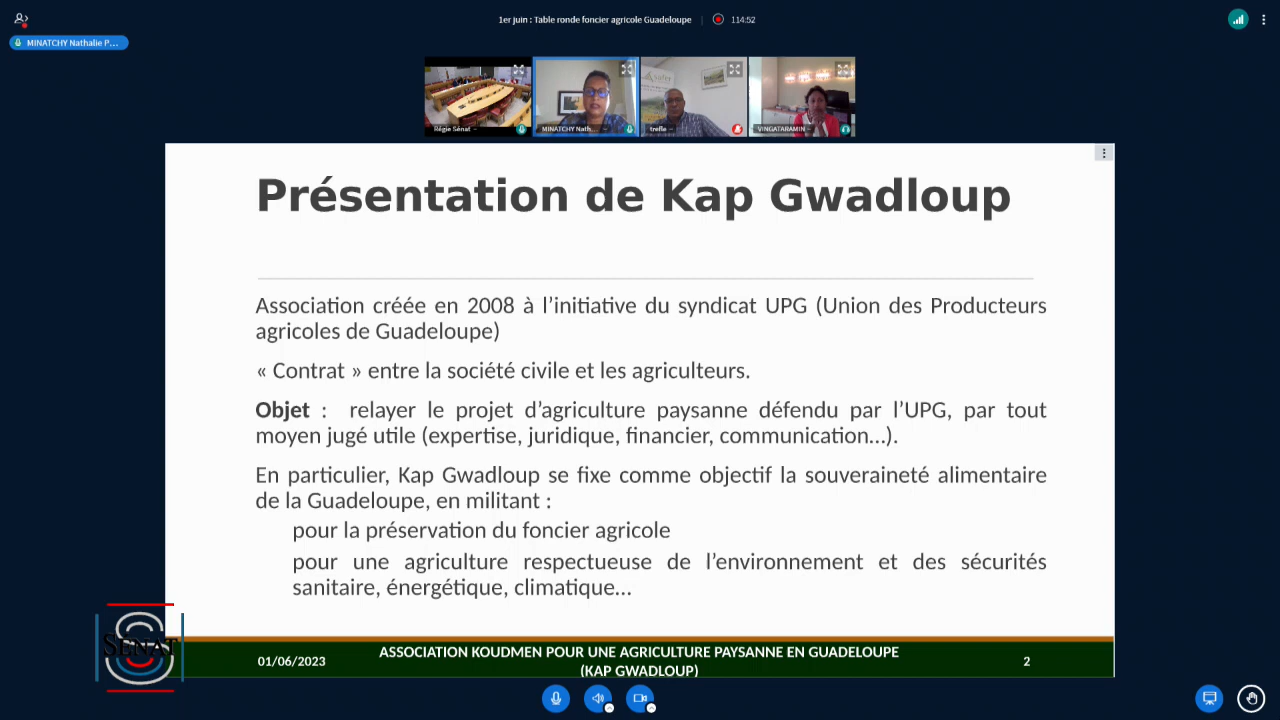 1er juin : Table ronde foncier agricole Guadeloupe
114:52
MINATCHY Nathalie P...
Régie Sénat
MINATCHY Nath...
trefle
VINGATARAMIN
Présentation de Kap Gwadloup
Association créée en 2008 à l'initiative du syndicat UPG (Union des Producteurs
agricoles de Guadeloupe)
« Contrat » entre la société civile et les agriculteurs.
Objet : relayer le projet d'agriculture paysanne défendu par l'UPG, par tout
moyen jugé utile (expertise, juridique, financier, communication...).
En particulier, Kap Gwadloup se fixe comme objectif la souveraineté alimentaire
de la Guadeloupe, en militant :
pour la préservation du foncier agricole
pour une agriculture respectueuse de l'environnement et des sécurités
sanitaire, énergétique, climatique...
SÉNAT
01/06/2023
ASSOCIATION KOUDMEN POUR UNE AGRICULTURE PAYSANNE EN GUADELOUPE
(KAP GWADLOUP)
2